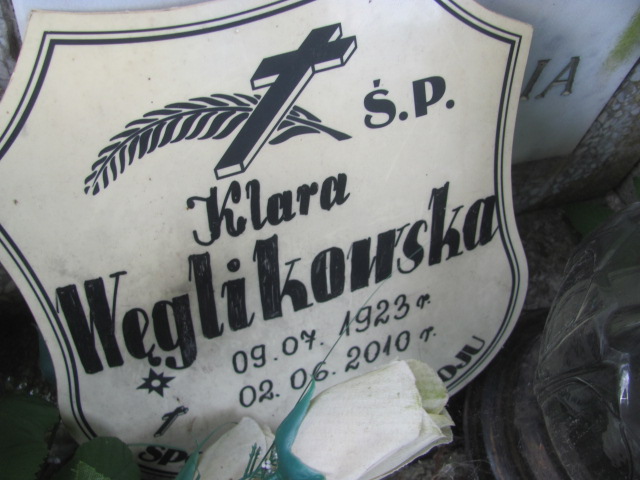 Ś.P.
Klara
Węglikowska
09.07.1923 r.
02.06.2010 r.